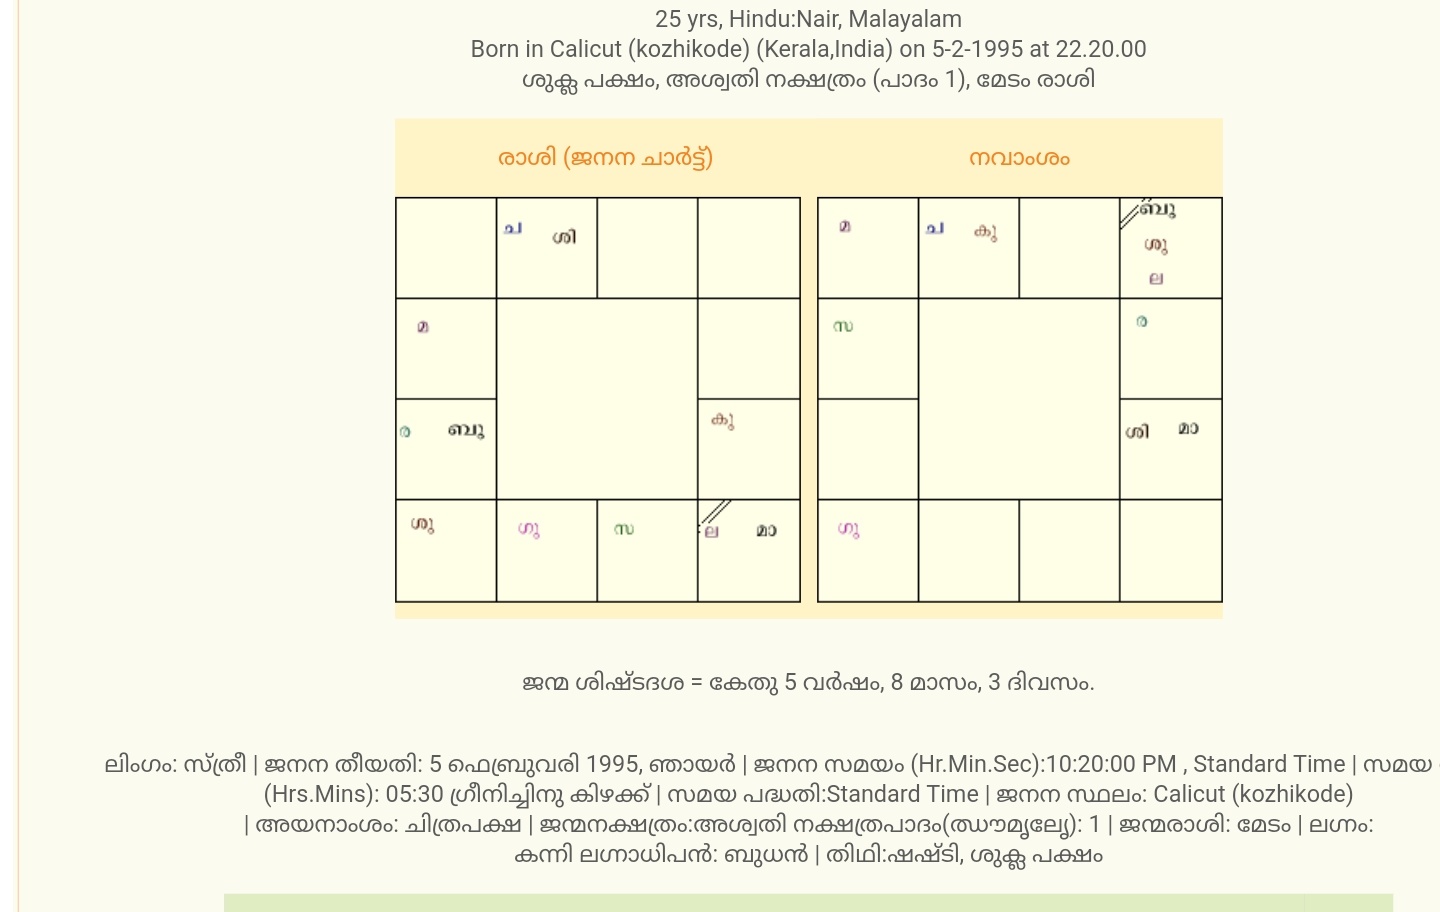 25 yrs, Hindu:Nair, Malayalam
Born in Calicut (kozhikode) (Kerala,India) on 5-2-1995 at 22.20.00
ശുക്ല പക്ഷം, അശ്വതി നക്ഷത്രം (പാദം 1), മേടം രാശി
രാശി (ജനന ചാർട്ട്) നവാംശം
ച ശി മ ച കു ബു
ശു
ല
മ സ ര
ര ബു കു ശി മാ
ശു ഗു സ ല മാ ഗു
ജന്മ ശിഷ്ടദശ = കേതു 5 വർഷം, 8 മാസം, 3 ദിവസം.
ലിംഗം: സ്ത്രീ | ജനന തീയതി: 5 ഫെബ്രുവരി 1995, ഞായർ | ജനന സമയം (Hr.Min.Sec):10:20:00 PM , Standard Time | സമയ
(Hrs.Mins): 05:30 ഗ്രീനിച്ചിനു കിഴക്ക് | സമയ പദ്ധതി:Standard Time | ജനന സ്ഥലം: Calicut (kozhikode)
| അയനാംശം: ചിത്രപക്ഷ | ജന്മനക്ഷത്രം:അശ്വതി നക്ഷത്രപാദം(ഝൗമൃലേൃ): 1 | ജന്മരാശി: മേടം | ലഗ്നം:
കന്നി ലഗ്നാധിപൻ: ബുധൻ | തിഥി:ഷഷ്ടി, ശുക്ല പക്ഷം